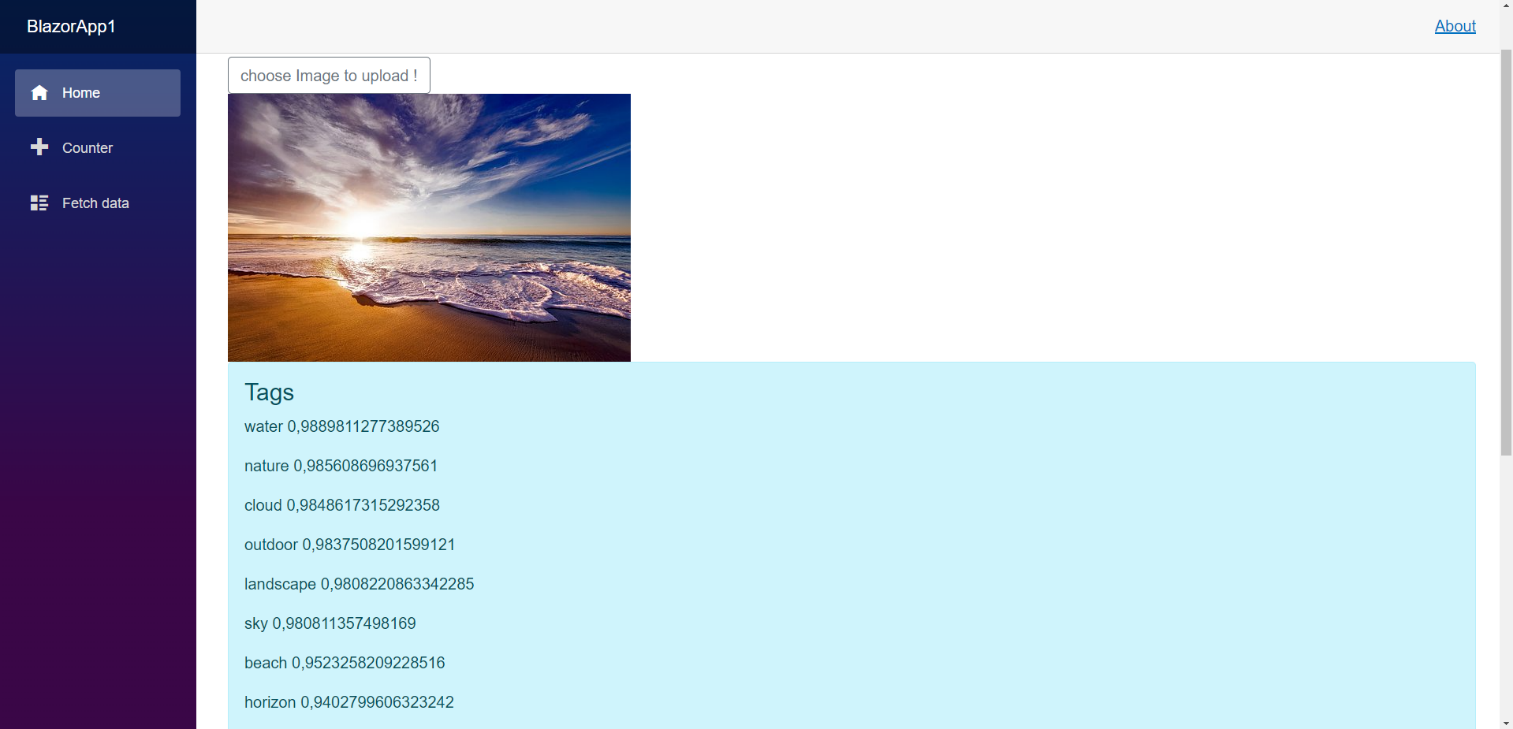 BlazorApp1
About
Home
Counter
Fetch data
choose Image to upload !
Tags
water 0,9889811277389526
nature 0,985608696937561
cloud 0,9848617315292358
outdoor 0,9837508201599121
landscape 0,9808220863342285
sky 0,980811357498169
beach 0,9523258209228516
horizon 0,9402799606323242